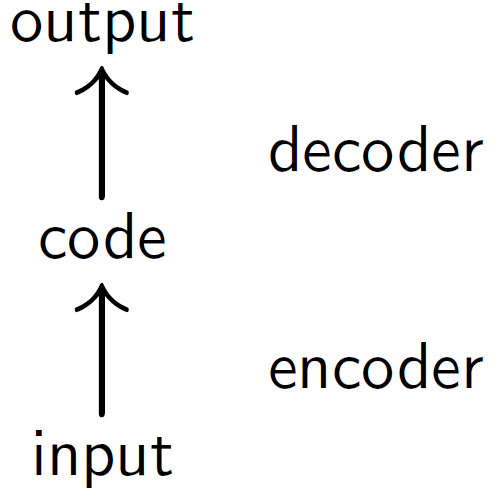 output
decoder
code
encoder
input